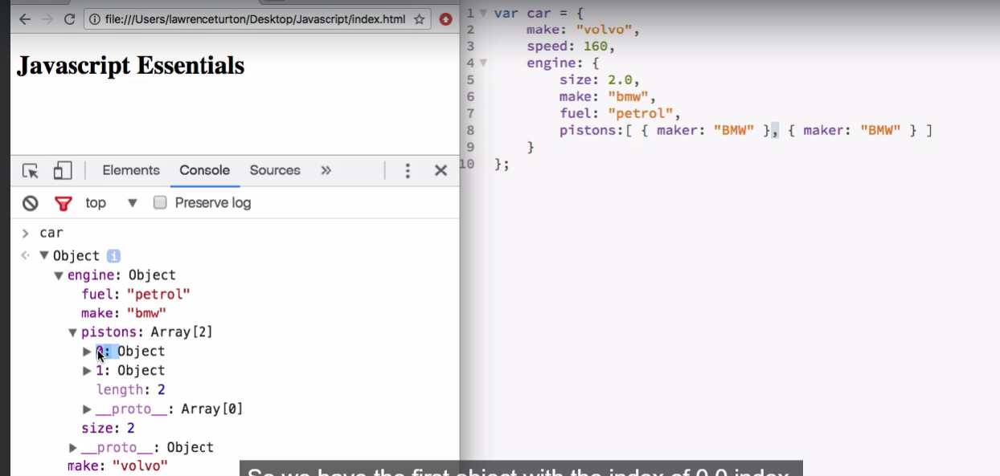 file:///Users/lawrenceturton/Desktop/Javascript/index.html
Javascript Essentials
Elements Console Sources »
top Preserve log
> car
Object i
engine: Object
fuel: "petrol"
make: "bmw"
pistons: Array[2]
0: Object
1: Object
length: 2
__proto__: Array[0]
size: 2
__proto__: Object
make: "volvo"
1 var car = {
2 make: "volvo",
3 speed: 160,
4 engine: {
5 size: 2.0,
6 make: "bmw",
7 fuel: "petrol",
8 pistons:[ { maker: "BMW" }, { maker: "BMW" } ]
9 }
10 };
So we have the first object with the index of 0.0 index